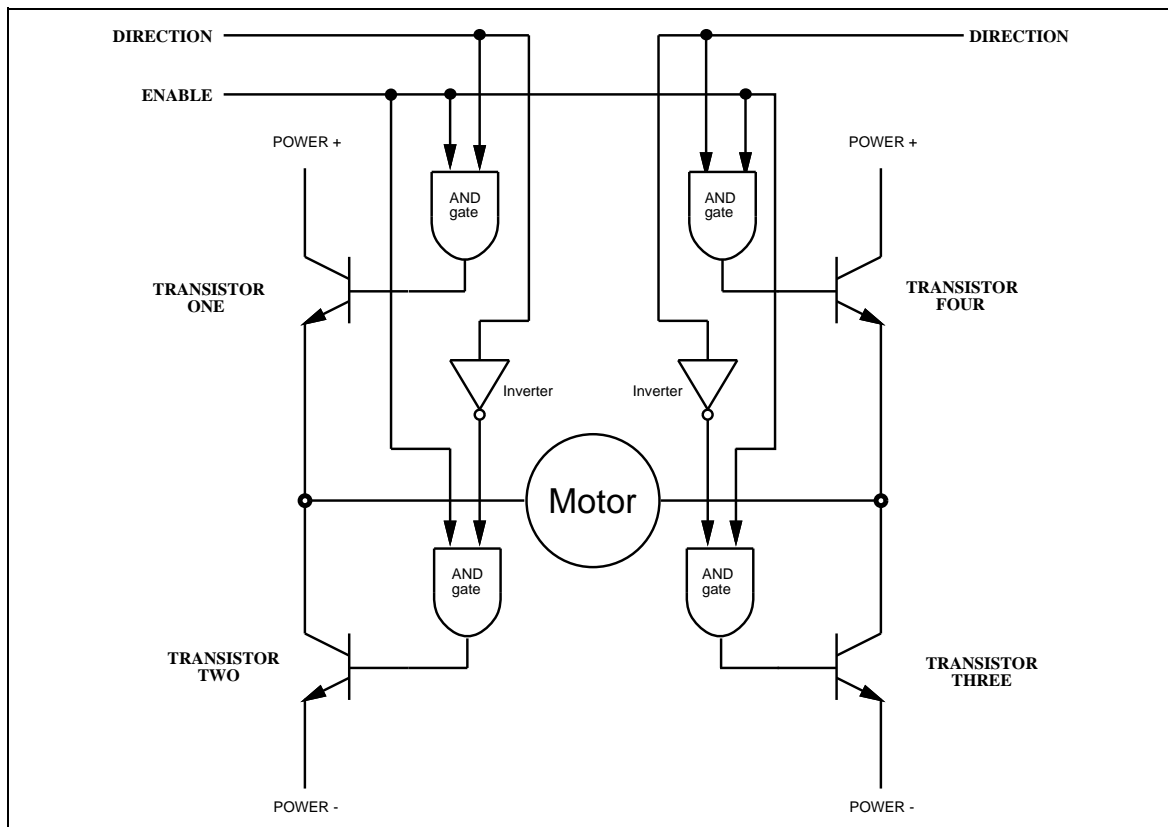 DIRECTION
DIRECTION
ENABLE
POWER +
POWER +
AND
gate
AND
gate
TRANSISTOR
ONE
TRANSISTOR
FOUR
Inverter
Inverter
Motor
AND
gate
AND
gate
TRANSISTOR
TWO
TRANSISTOR
THREE
POWER -
POWER -